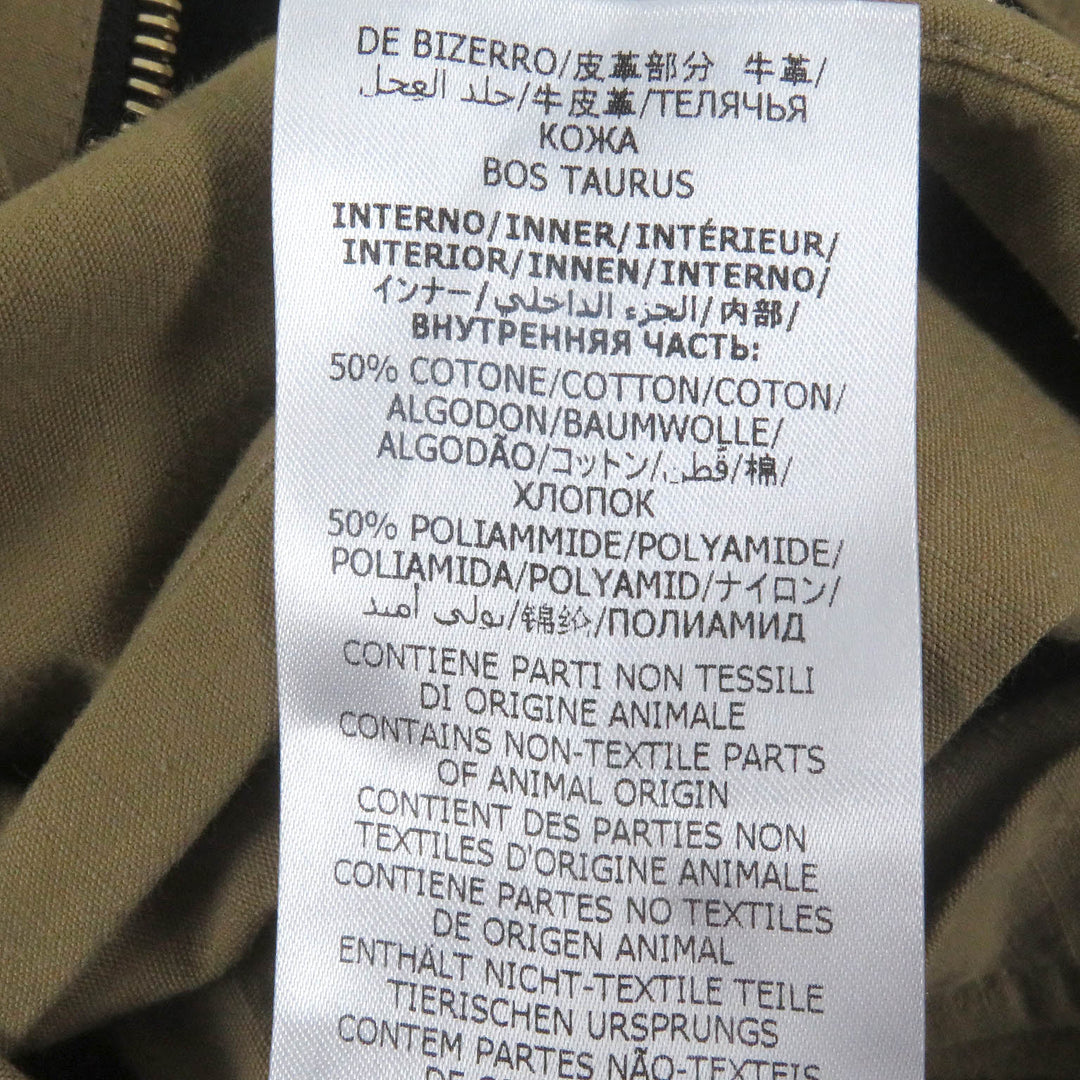 DE BIZERRO/皮革部分 牛革/
جلد العجل/牛皮革/ТЕЛЯЧЬЯ
КОЖА
BOS TAURUS
INTERNO/INNER/INTÉRIEUR/
INTERIOR/INNEN/INTERNO/
インナー/الجزء الداخلي/内部/
ВНУТРЕННЯЯ ЧАСТЬ:
50% COTONE/COTTON/COTON/
ALGODON/BAUMWOLLE/
ALGODÃO/コットン/قطن/棉/
ХЛОПОК
50% POLIAMMIDE/POLYAMIDE/
POLIAMIDA/POLYAMID/ナイロン/
بولي أميد/锦纶/ПОЛИАМИД
CONTIENE PARTI NON TESSILI
DI ORIGINE ANIMALE
CONTAINS NON-TEXTILE PARTS
OF ANIMAL ORIGIN
CONTIENT DES PARTIES NON
TEXTILES D'ORIGINE ANIMALE
CONTIENE PARTES NO TEXTILES
DE ORIGEN ANIMAL
ENTHÄLT NICHT-TEXTILE TEILE
TIERISCHEN URSPRUNGS
CONTEM PARTES NÃO-TEXTEIS
DE